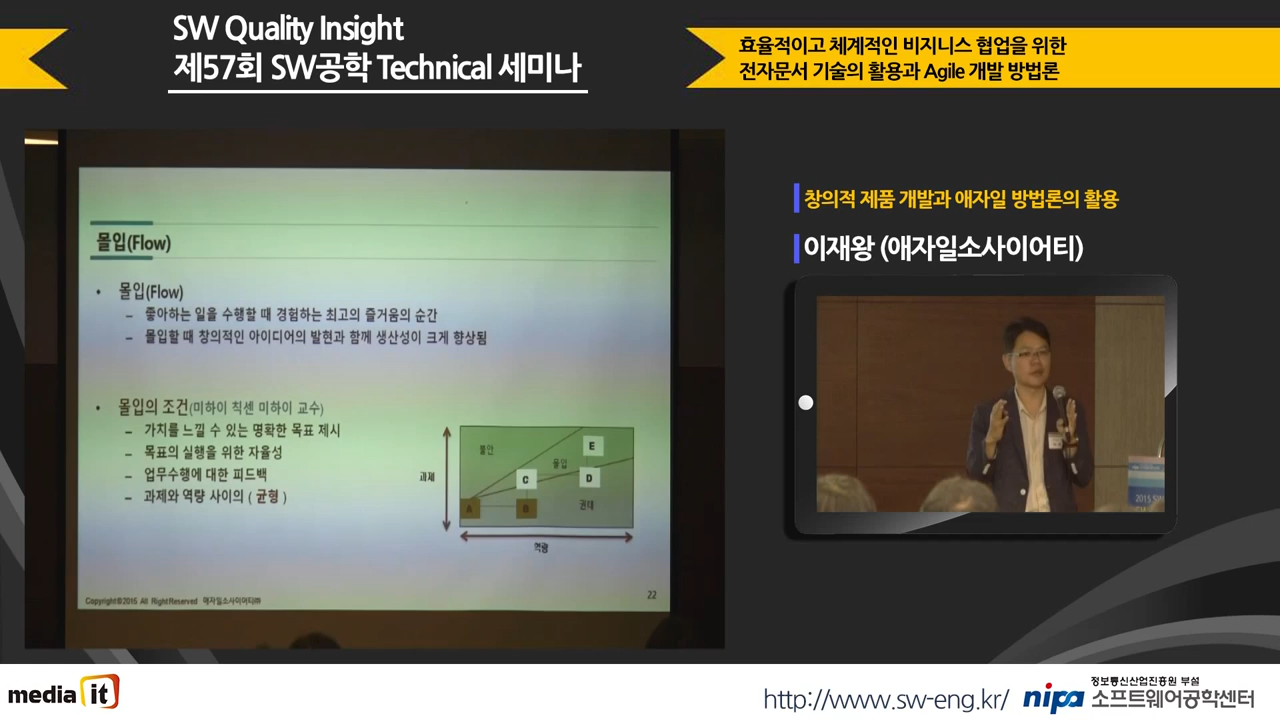 SW Quality Insight
제57회 SW공학 Technical 세미나
효율적이고 체계적인 비지니스 협업을 위한
전자문서 기술의 활용과 Agile 개발 방법론
창의적 제품 개발과 애자일 방법론의 활용
이재왕 (애자일소사이어티)
몰입(Flow)
• 몰입(Flow)
– 좋아하는 일을 수행할 때 경험하는 최고의 즐거움의 순간
– 몰입할 때 창의적인 아이디어의 발현과 함께 생산성이 크게 향상됨
• 몰입의 조건(미하이 칙센 미하이 교수)
– 가치를 느낄 수 있는 명확한 목표 제시
– 목표의 실행을 위한 자율성
– 업무수행에 대한 피드백
– 과제와 역량 사이의 ( 균형 )
과제
불안
몰입
권태
E
C
D
A
B
역량
Copyright©2015 All Right Reserved 애자일소사이어티㈜
22
2015 SW
media it
http://www.sw-eng.kr/
nipa
정보통신산업진흥원 부설
소프트웨어공학센터